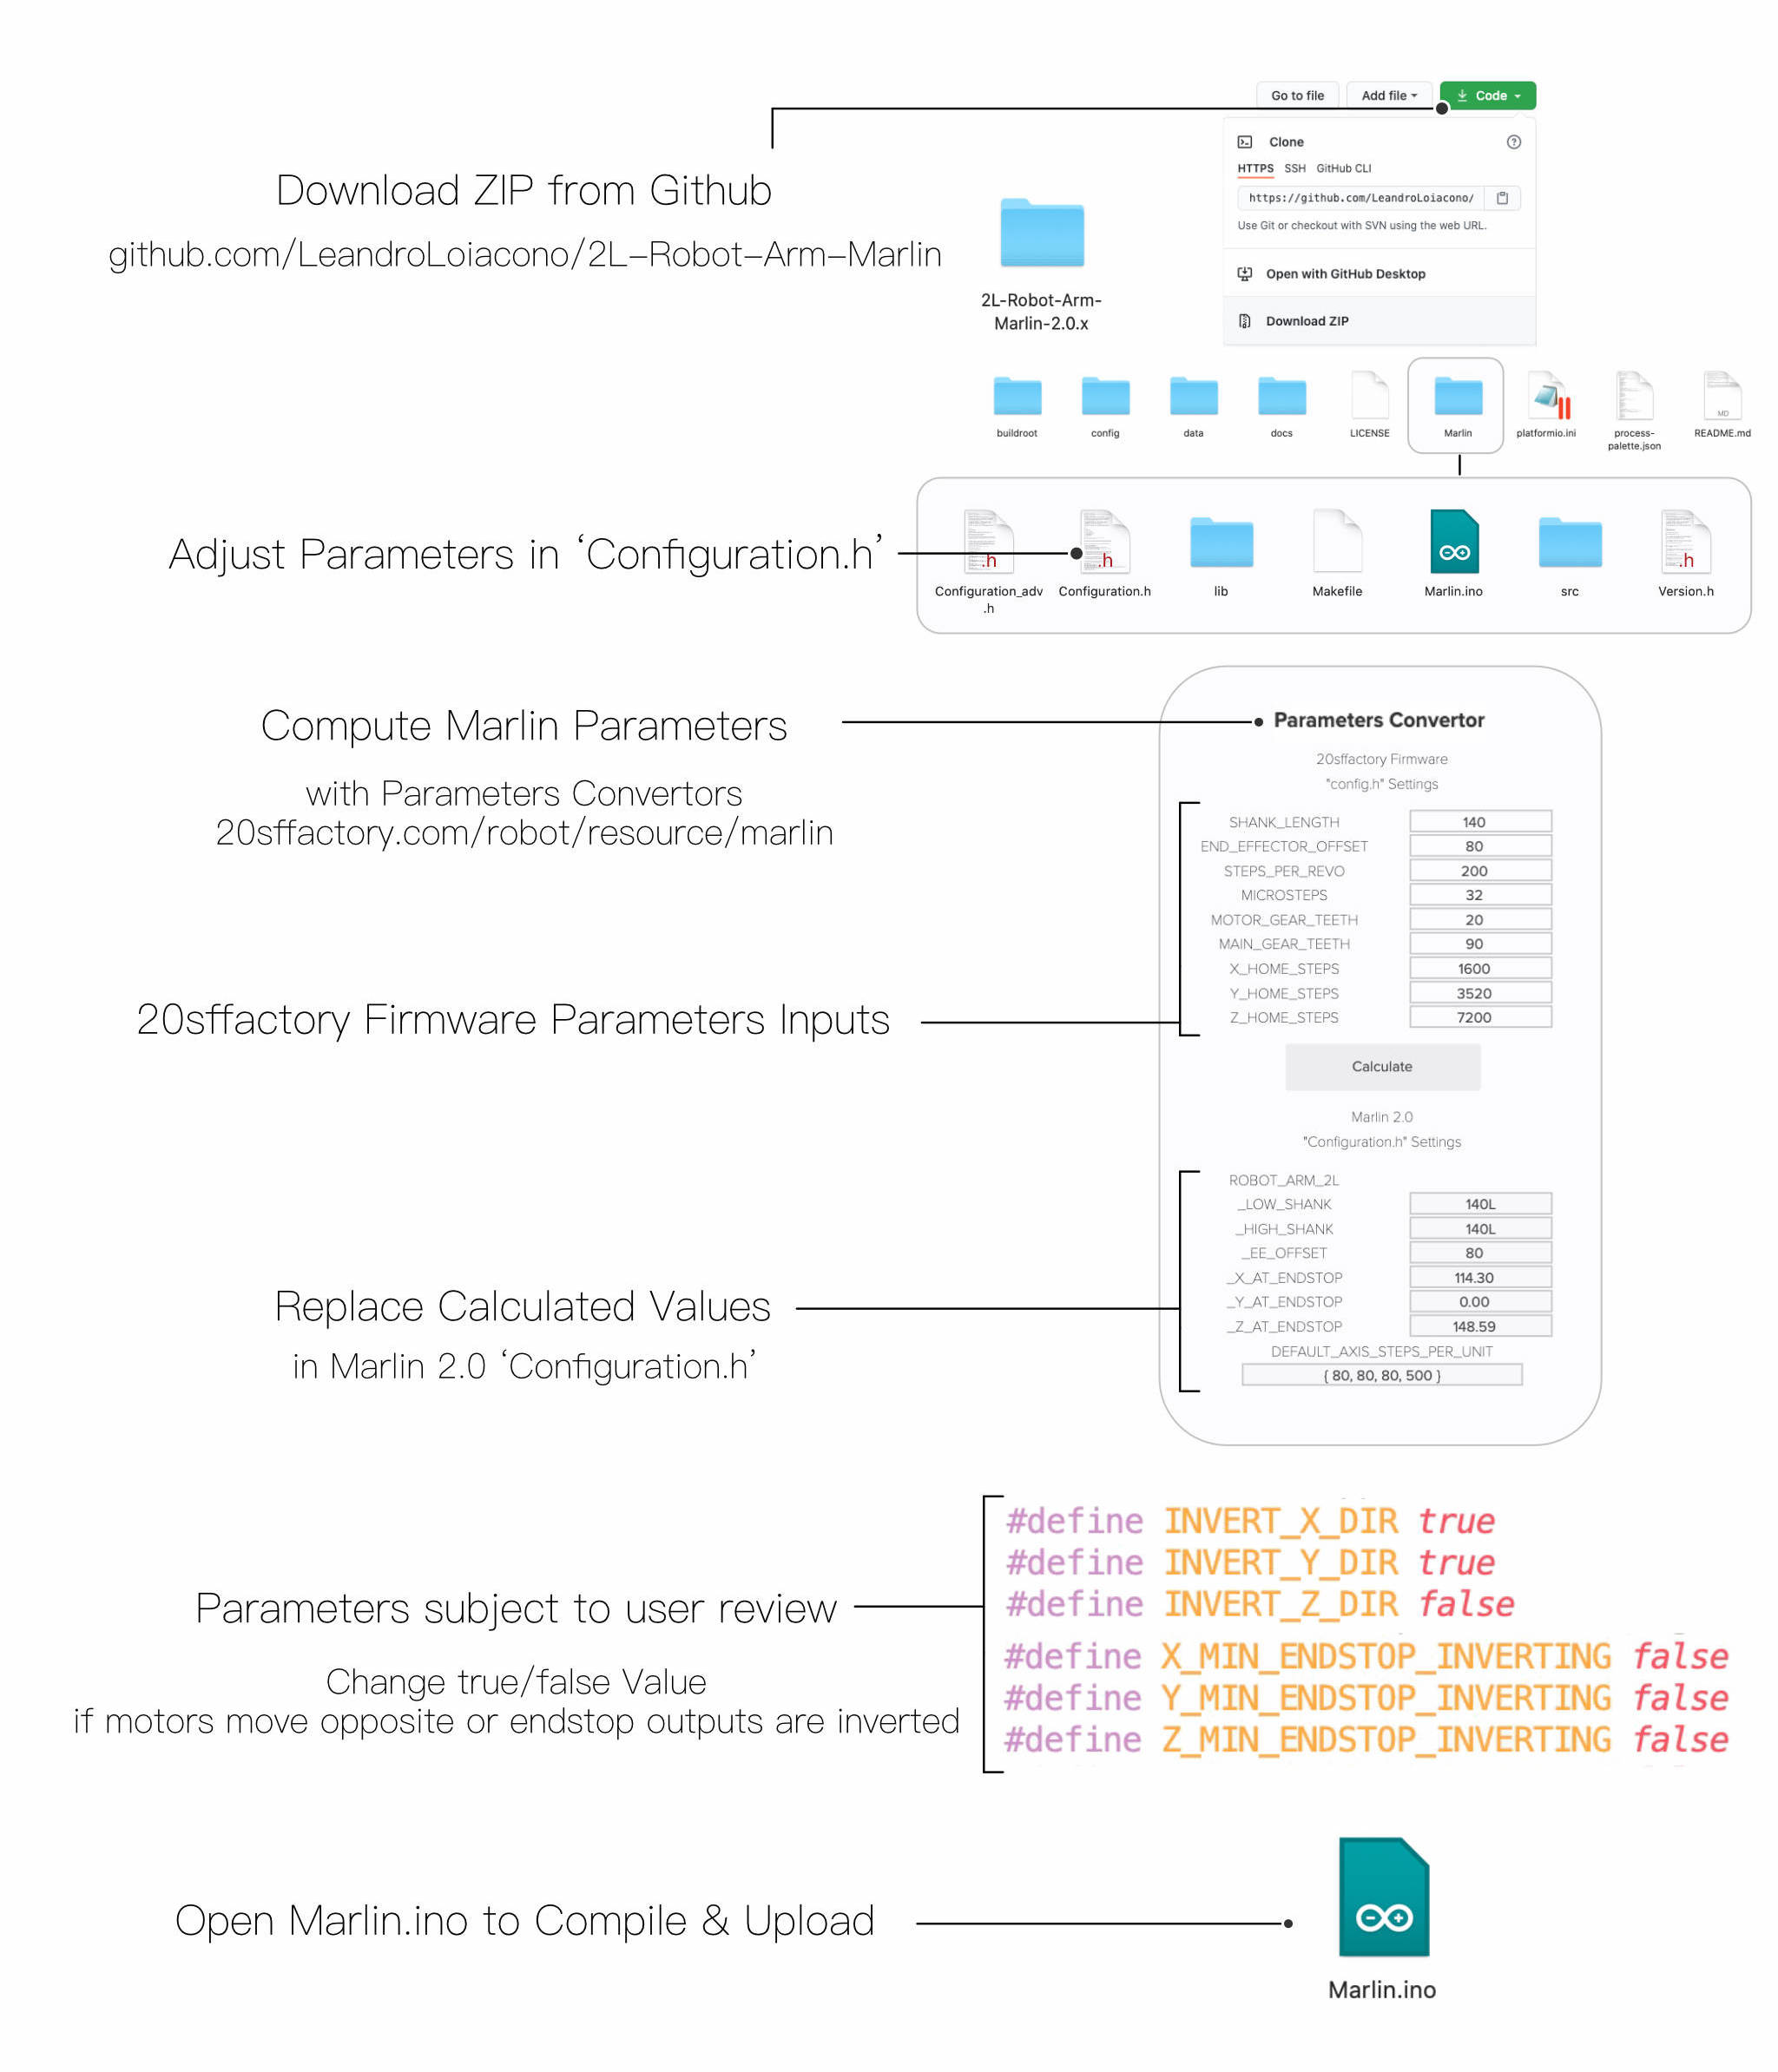 Go to file
Add file
Code
Clone
HTTPS SSH GitHub CLI
https://github.com/LeandroLoiacono/
Use Git or checkout with SVN using the web URL.
Open with GitHub Desktop
Download ZIP
Download ZIP from Github
github.com/LeandroLoiacono/2L-Robot-Arm-Marlin
2L-Robot-Arm-
Marlin-2.0.x
buildroot
config
data
docs
LICENSE
Marlin
platformio.ini
process-
palette.json
MD
README.md
Adjust Parameters in ‘Configuration.h’
.h
Configuration_adv
.h
.h
Configuration.h
lib
Makefile
Marlin.ino
src
.h
Version.h
Compute Marlin Parameters
with Parameters Convertors
20sffactory.com/robot/resource/marlin
Parameters Convertor
20sffactory Firmware
"config.h" Settings
SHANK_LENGTH 140
END_EFFECTOR_OFFSET 80
STEPS_PER_REVO 200
MICROSTEPS 32
MOTOR_GEAR_TEETH 20
MAIN_GEAR_TEETH 90
X_HOME_STEPS 1600
Y_HOME_STEPS 3520
Z_HOME_STEPS 7200
20sffactory Firmware Parameters Inputs
Calculate
Marlin 2.0
"Configuration.h" Settings
ROBOT_ARM_2L
_LOW_SHANK 140L
_HIGH_SHANK 140L
_EE_OFFSET 80
_X_AT_ENDSTOP 114.30
_Y_AT_ENDSTOP 0.00
_Z_AT_ENDSTOP 148.59
DEFAULT_AXIS_STEPS_PER_UNIT
{ 80, 80, 80, 500 }
Replace Calculated Values
in Marlin 2.0 ‘Configuration.h’
Parameters subject to user review
Change true/false Value
if motors move opposite or endstop outputs are inverted
#define INVERT_X_DIR true
#define INVERT_Y_DIR true
#define INVERT_Z_DIR false
#define X_MIN_ENDSTOP_INVERTING false
#define Y_MIN_ENDSTOP_INVERTING false
#define Z_MIN_ENDSTOP_INVERTING false
Open Marlin.ino to Compile & Upload
Marlin.ino